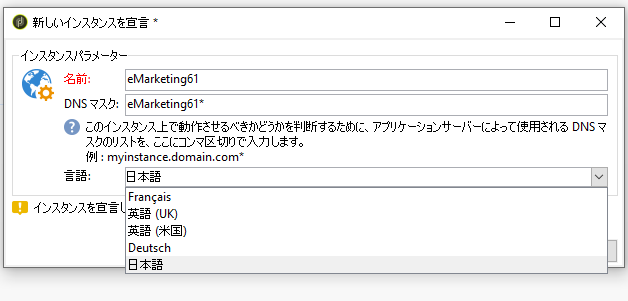 新しいインスタンスを宣言 *
インスタンスパラメーター
名前: eMarketing61
DNS マスク: eMarketing61*
このインスタンス上で動作させるべきかどうかを判断するために、アプリケーションサーバーによって使用される DNS マ
スクのリストを、ここにコンマ区切りで入力します。
例 : myinstance.domain.com*
言語: 日本語
Français
インスタンスを宣言し
英語 (UK)
英語 (米国)
Deutsch
日本語